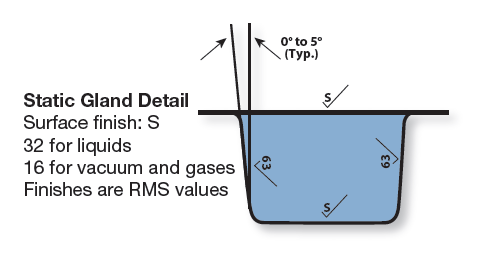 0° to 5°
(Typ.)
S
Static Gland Detail
Surface finish: S
32 for liquids
16 for vacuum and gases
Finishes are RMS values
63
63
S